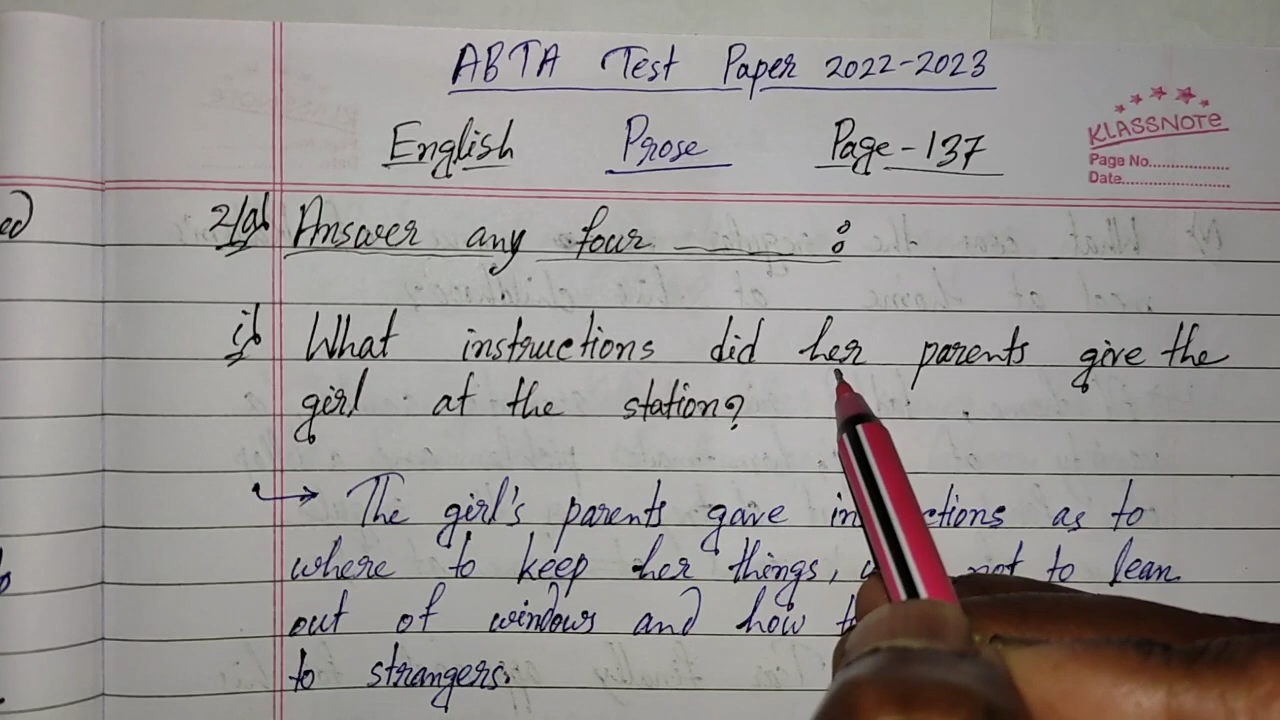 ABTA Test Paper 2022-2023
KLASSNOTE
Page No.....................
Date...........................
English Prose Page-137
2/a) Answer any four ______ :
i) What instructions did her parents give the
girl at the station?
↳ The girl's parents gave in ctions as to
where to keep her things, not to lean
out of windows and how
to strangers.